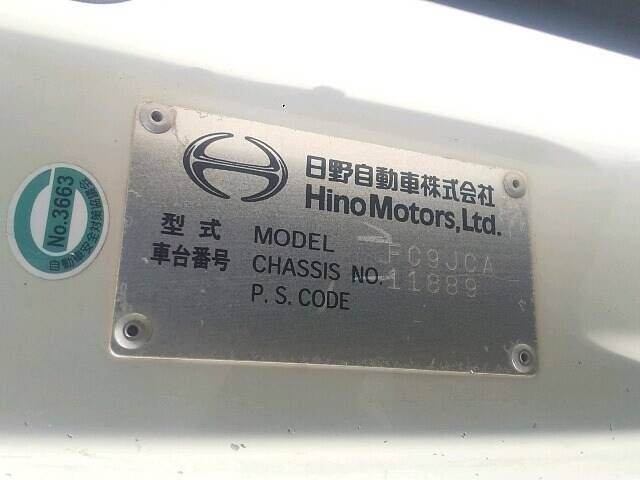 日野自動車株式会社
Hino Motors, Ltd.
型式 MODEL FC9JCA
車台番号 CHASSIS NO. 11889
P. S. CODE
No.3663